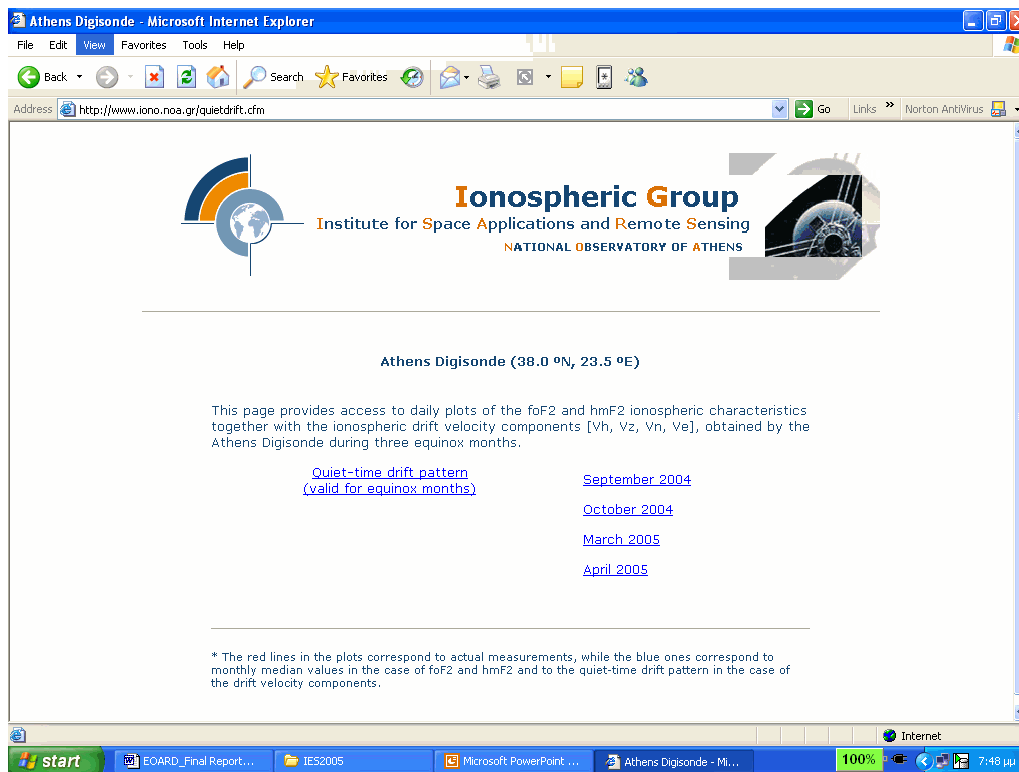 Athens Digisonde - Microsoft Internet Explorer
File Edit View Favorites Tools Help
Back Search Favorites
Address http://www.iono.noa.gr/quietdrift.cfm Go Links » Norton AntiVirus
Ionospheric Group
Institute for Space Applications and Remote Sensing
NATIONAL OBSERVATORY OF ATHENS
Athens Digisonde (38.0 ºN, 23.5 ºE)
This page provides access to daily plots of the foF2 and hmF2 ionospheric characteristics
together with the ionospheric drift velocity components [Vh, Vz, Vn, Ve], obtained by the
Athens Digisonde during three equinox months.
Quiet-time drift pattern
(valid for equinox months)
September 2004
October 2004
March 2005
April 2005
* The red lines in the plots correspond to actual measurements, while the blue ones correspond to
monthly median values in the case of foF2 and hmF2 and to the quiet-time drift pattern in the case of
the drift velocity components.
Internet
start EOARD_Final Report... IES2005 Microsoft PowerPoint ... Athens Digisonde - Mi... 100% 7:48 μμ